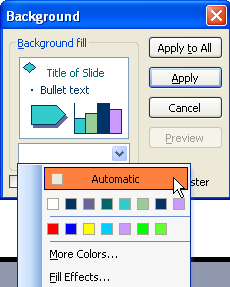 Background
Background fill
Title of Slide
• Bullet text
Apply to All
Apply
Cancel
Preview
Automatic
ster
More Colors...
Fill Effects...